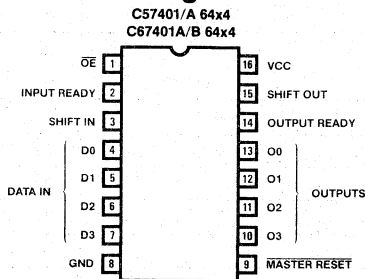 C57401/A 64x4
C67401A/B 64x4
OE 1 16 VCC
INPUT READY 2 15 SHIFT OUT
SHIFT IN 3 14 OUTPUT READY
D0 4 13 O0
D1 5 12 O1
DATA IN OUTPUTS
D2 6 11 O2
D3 7 10 O3
GND 8 9 MASTER RESET